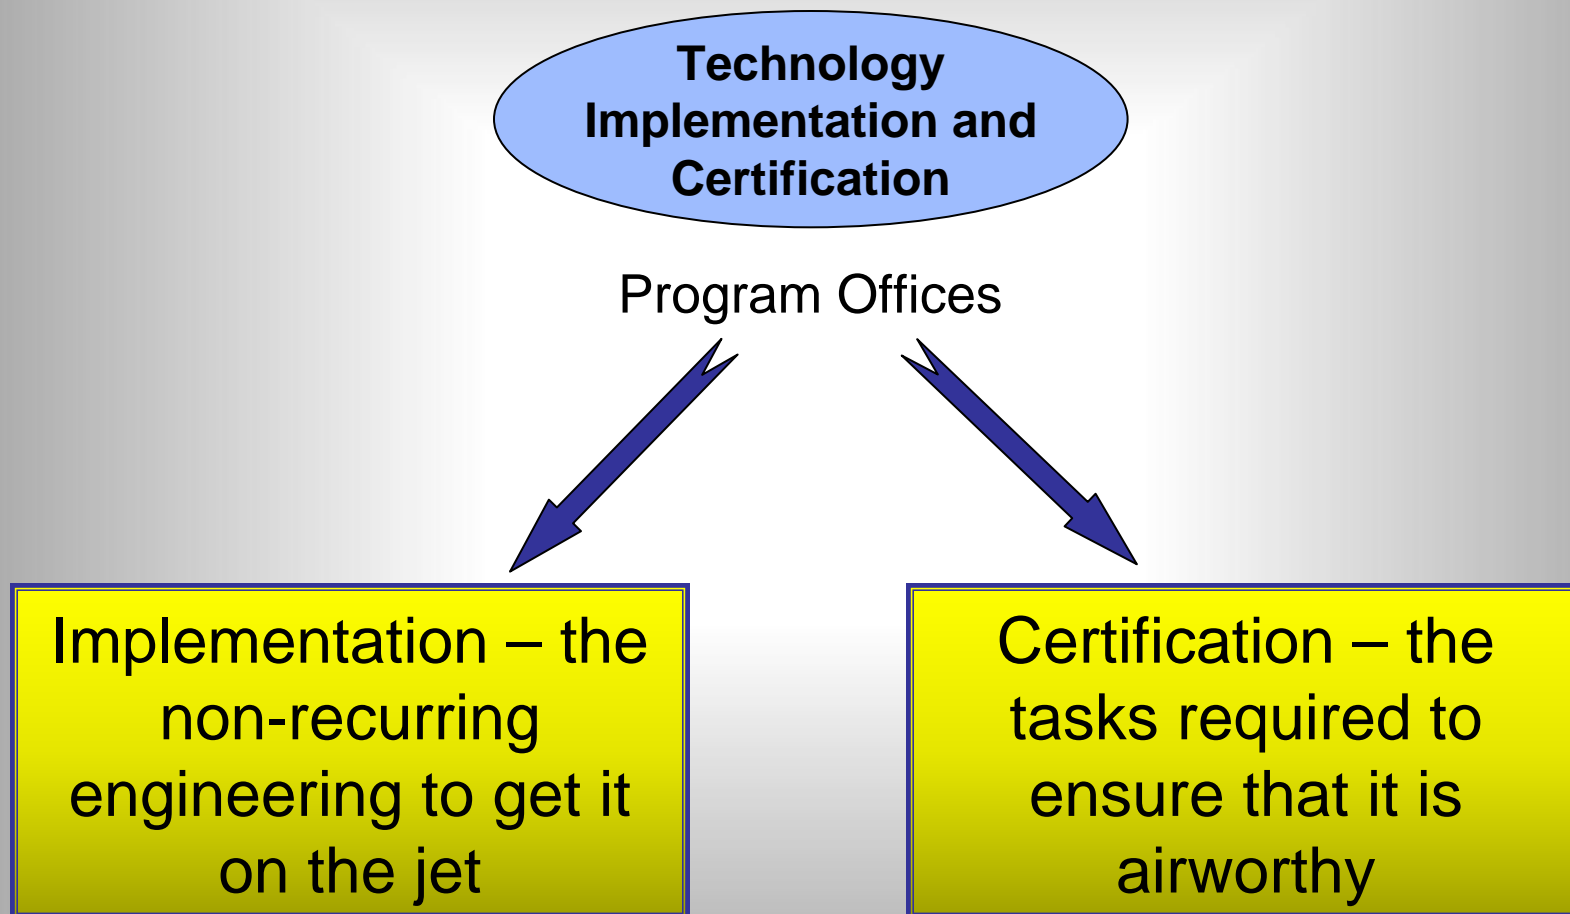 Technology
Implementation and
Certification
Program Offices
Implementation – the
non-recurring
engineering to get it
on the jet
Certification – the
tasks required to
ensure that it is
airworthy